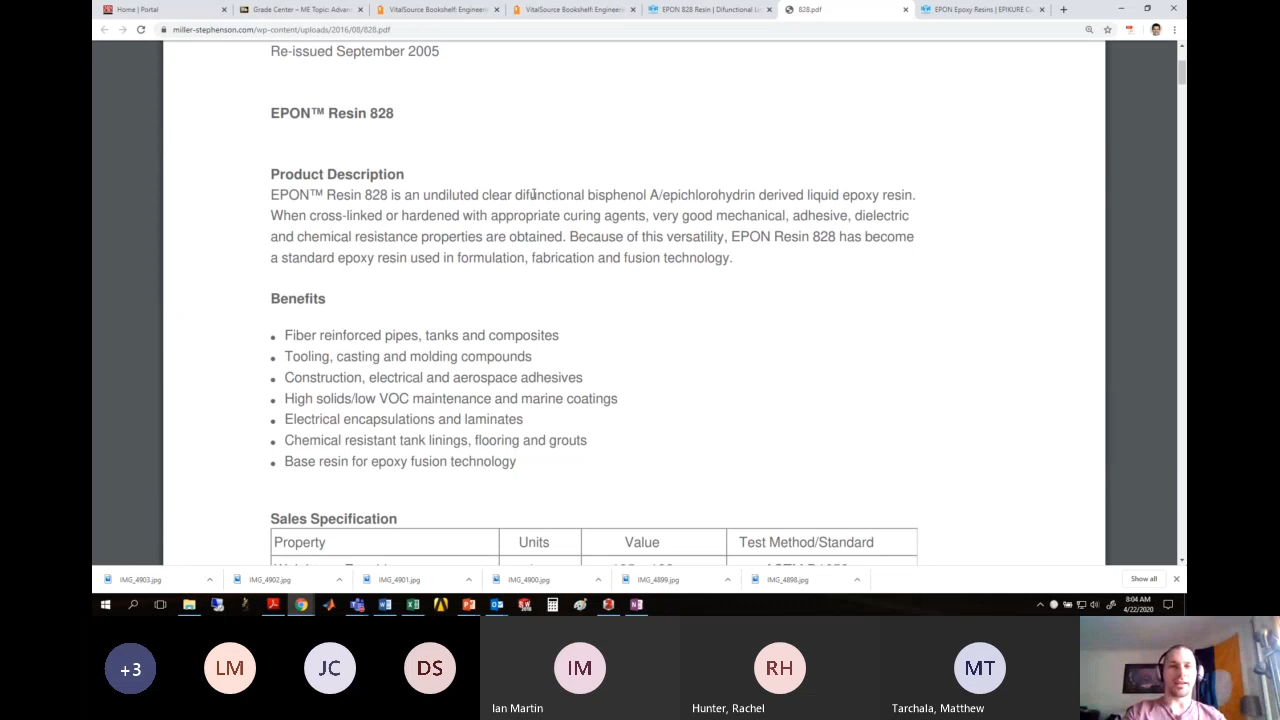 Home | Portal
Grade Center – ME Topic: Advan
VitalSource Bookshelf: Engineeri
VitalSource Bookshelf: Engineeri
EPON 828 Resin | Difunctional Liq
828.pdf
EPON Epoxy Resins | EPIKURE Cu
miller-stephenson.com/wp-content/uploads/2016/08/828.pdf
Re-issued September 2005
EPON™ Resin 828
Product Description
EPON™ Resin 828 is an undiluted clear difunctional bisphenol A/epichlorohydrin derived liquid epoxy resin.
When cross-linked or hardened with appropriate curing agents, very good mechanical, adhesive, dielectric
and chemical resistance properties are obtained. Because of this versatility, EPON Resin 828 has become
a standard epoxy resin used in formulation, fabrication and fusion technology.
Benefits
• Fiber reinforced pipes, tanks and composites
• Tooling, casting and molding compounds
• Construction, electrical and aerospace adhesives
• High solids/low VOC maintenance and marine coatings
• Electrical encapsulations and laminates
• Chemical resistant tank linings, flooring and grouts
• Base resin for epoxy fusion technology
Sales Specification
Property Units Value Test Method/Standard
IMG_4903.jpg
IMG_4902.jpg
IMG_4901.jpg
IMG_4900.jpg
IMG_4899.jpg
IMG_4898.jpg
Show all
8:04 AM
4/22/2020
+3
LM
JC
DS
IM
RH
MT
Ian Martin
Hunter, Rachel
Tarchala, Matthew